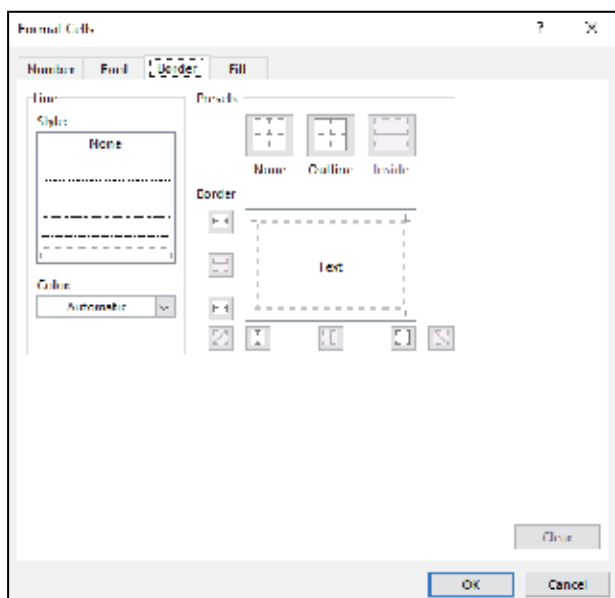 Format Cells ? X
Number Font Border Fill
Line
Style:
None
Color:
Automatic
Presets
None Outline Inside
Border
Text
Clear
OK Cancel